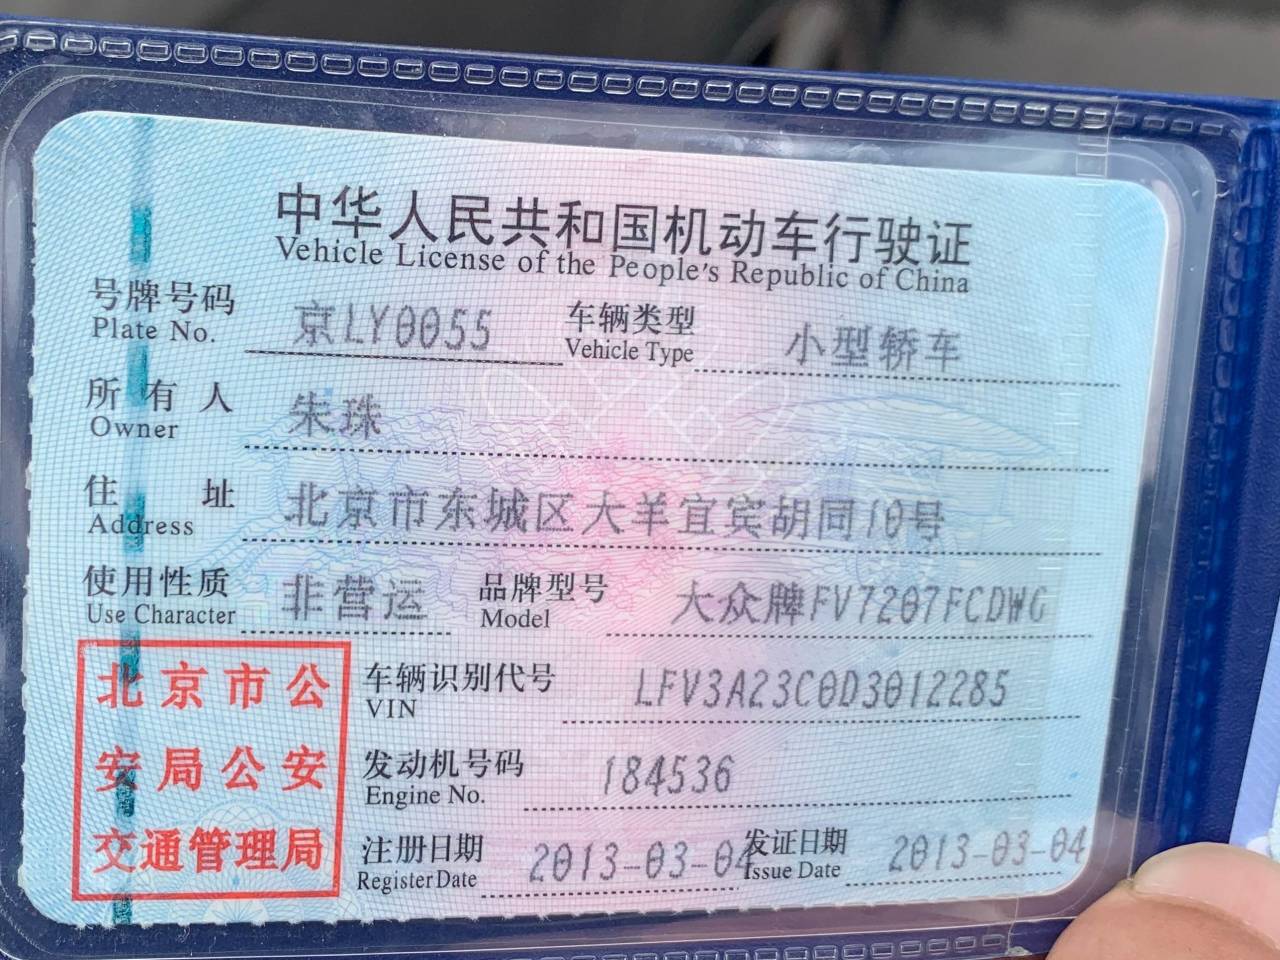 中华人民共和国机动车行驶证
Vehicle License of the People's Republic of China
号牌号码 京LY0055 车辆类型 小型轿车
Plate No. Vehicle Type
所有人 朱珠
Owner
住址 北京市东城区大羊宜宾胡同10号
Address
使用性质 非营运 品牌型号 大众牌FV7207FCDWG
Use Character Model
北京市公
安局公安
交通管理局
车辆识别代号 LFV3A23C0D3012285
VIN
发动机号码 184536
Engine No.
注册日期 2013-03-04 发证日期 2013-03-04
Register Date Issue Date